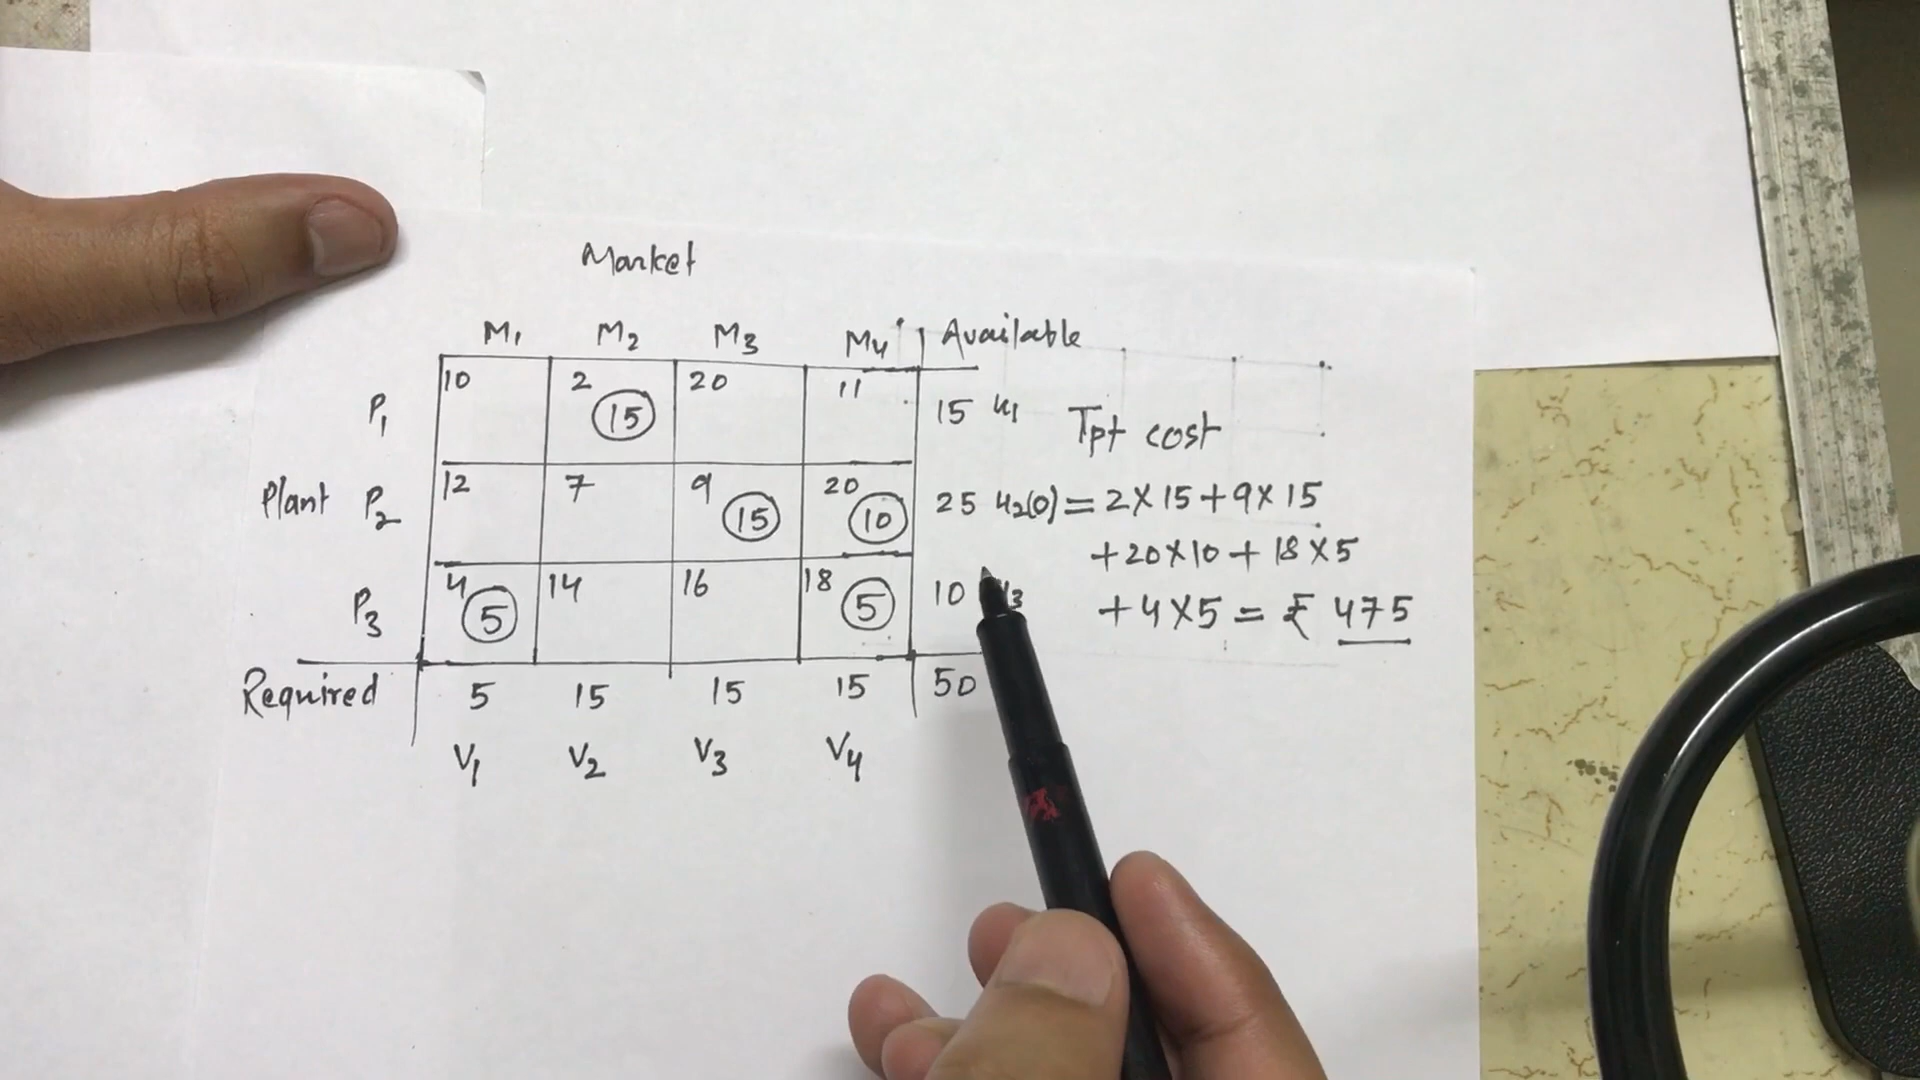 Market
M1 M2 M3 M4 Available
P1 10 2 15 20 11 15 u1
Plant P2 12 7 9 15 20 10 25 u2(0)
P3 4 5 14 16 18 5 10
Required 5 15 15 15 50
V1 V2 V3 V4
Tpt cost
= 2×15+9×15
+20×10+18×5
+4×5 = ₹ 475